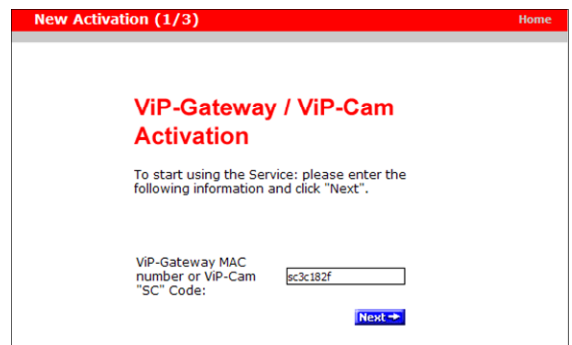 New Activation (1/3) Home
ViP-Gateway / ViP-Cam
Activation
To start using the Service: please enter the
following information and click "Next".
ViP-Gateway MAC
number or ViP-Cam
"SC" Code:
sc3c182f
Next